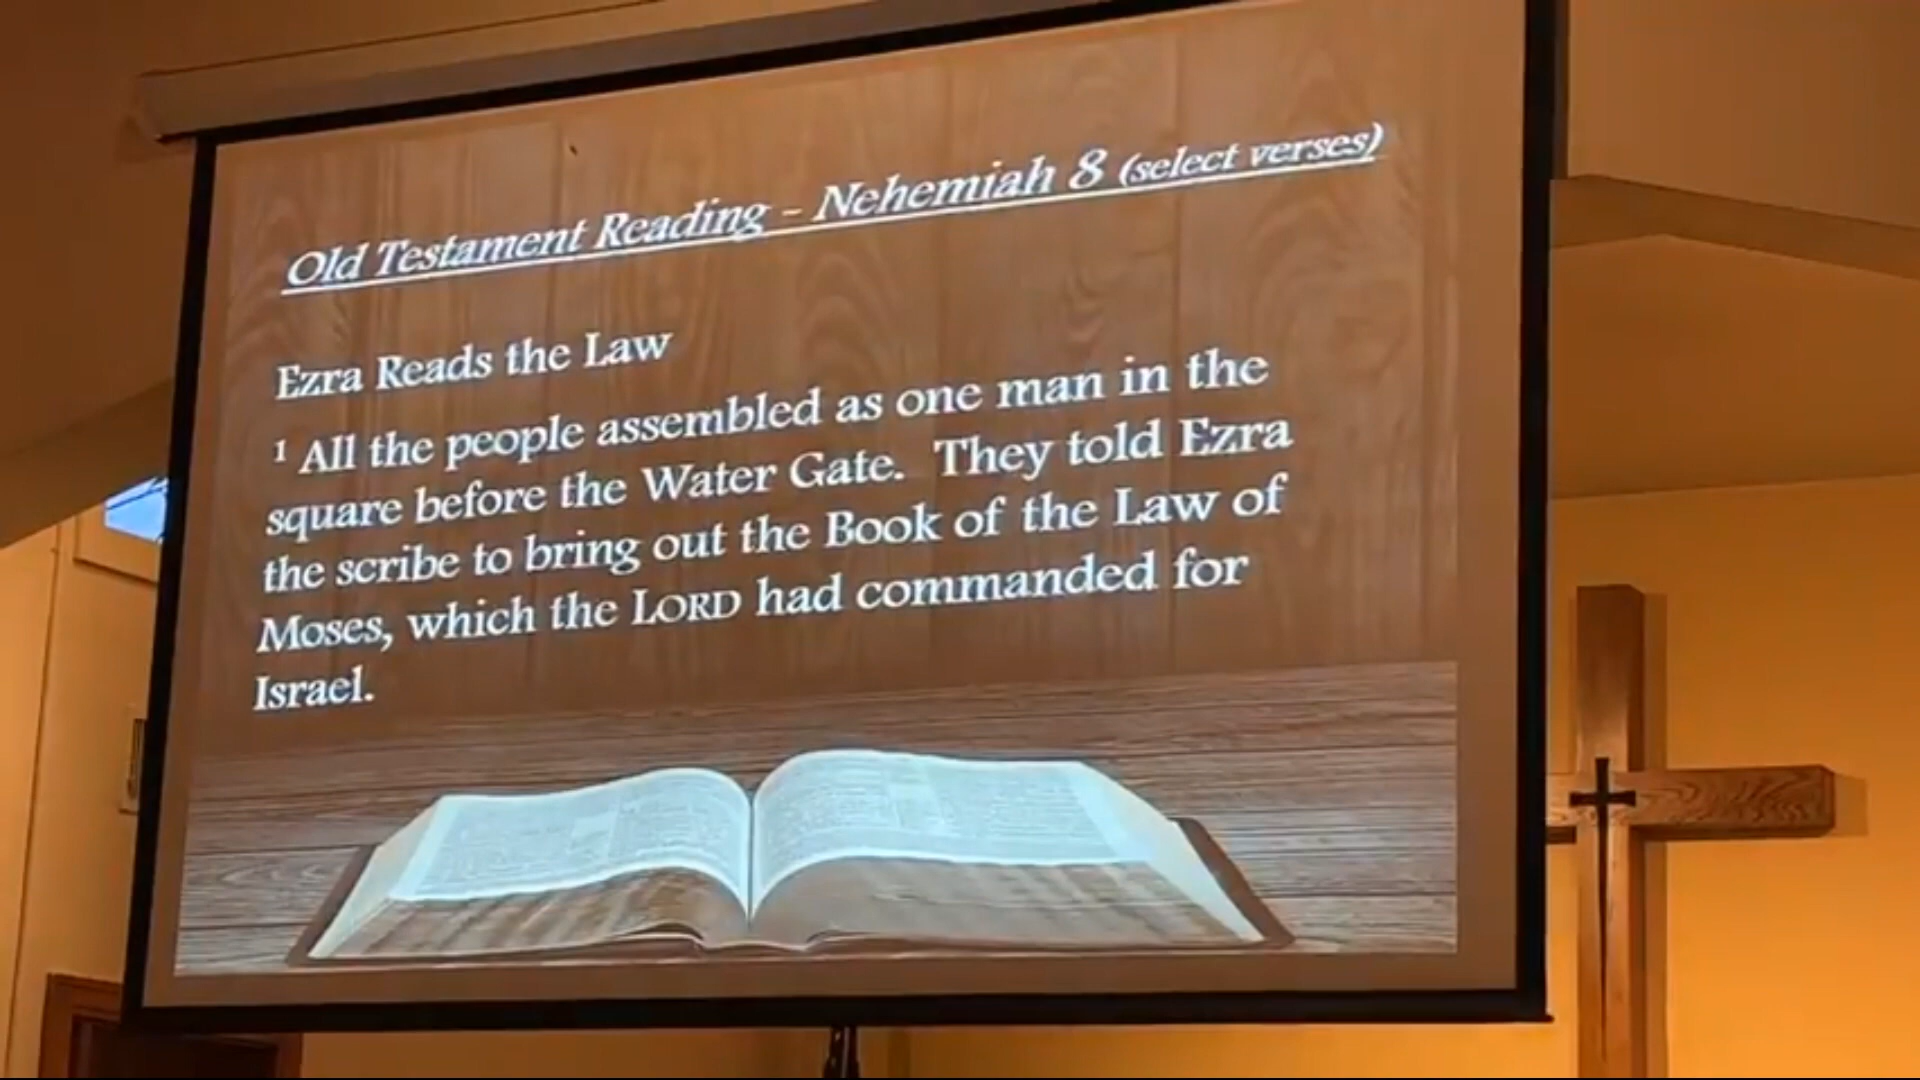 Old Testament Reading - Nehemiah 8 (select verses)
Ezra Reads the Law
1 All the people assembled as one man in the
square before the Water Gate. They told Ezra
the scribe to bring out the Book of the Law of
Moses, which the LORD had commanded for
Israel.